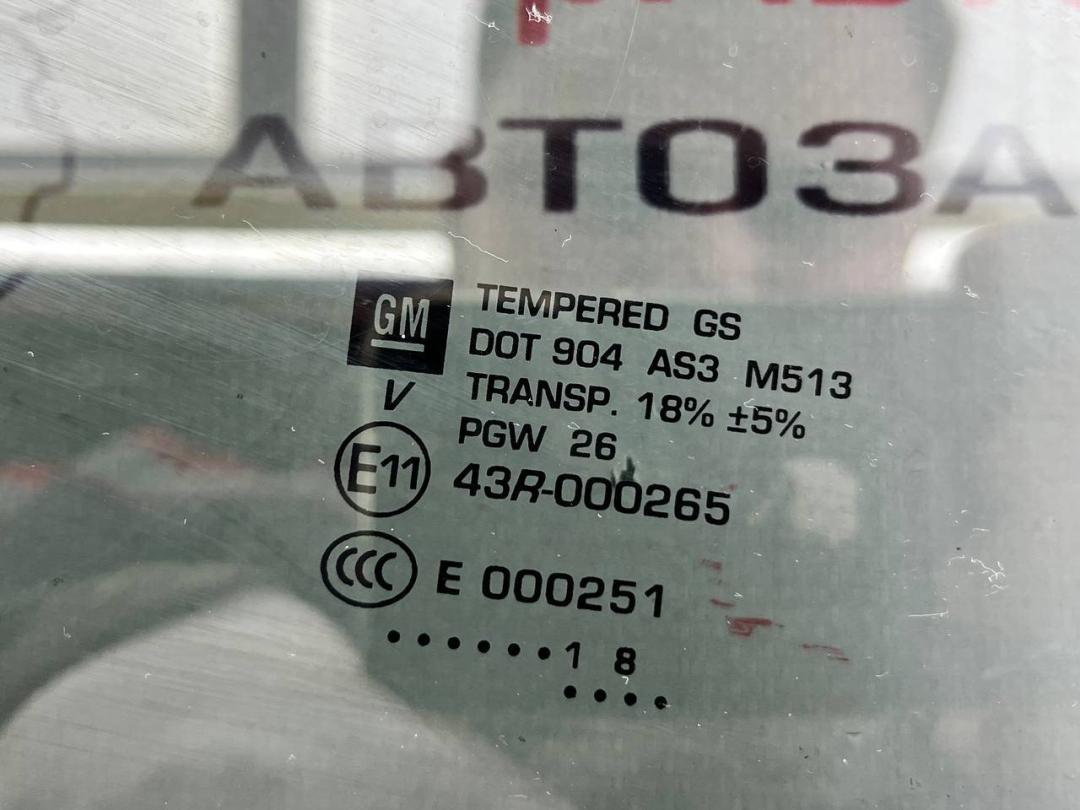 АВТОЗА
GM
TEMPERED GS
DOT 904 AS3 M513
TRANSP. 18% ±5%
V
PGW 26
E11
43R-000265
CCC
E 000251
......1 8
....